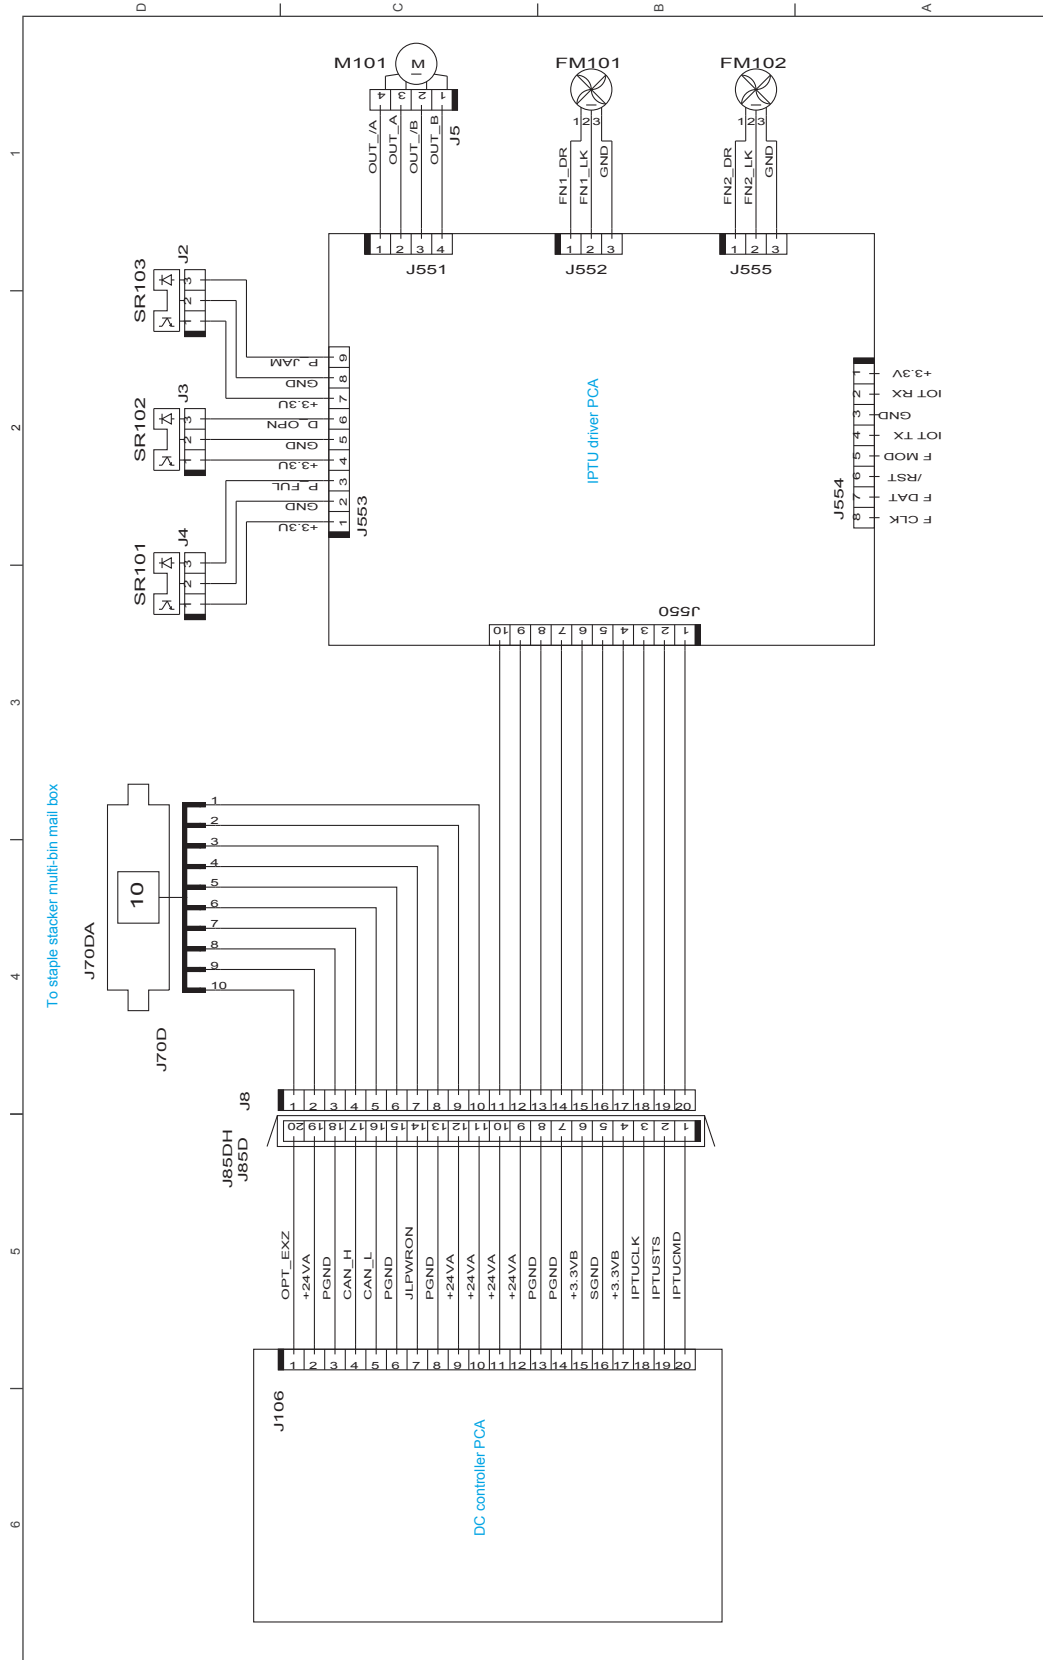 D
C
B
A
1
2
3
4
5
6
M101
M
4 3 2 1
J5
OUT_/A
OUT_A
OUT_/B
OUT_B
1 2 3 4
J551
FM101
1 2 3
FN1_DR
FN1_LK
GND
1 2 3
J552
FM102
1 2 3
FN2_DR
FN2_LK
GND
1 2 3
J555
SR103
J2
3
2
1
SR102
J3
3
2
1
SR101
J4
3
2
1
P_JAM
GND
+3.3U
D_OPN
GND
+3.3U
P_FUL
GND
+3.3U
9
8
7
6
5
4
3
2
1
J553
IPTU driver PCA
J554
1
2
3
4
5
6
7
8
+3.3V
IOT RX
GND
IOT TX
F MOD
/RST
F DAT
F CLK
J550
10 9 8 7 6 5 4 3 2 1
To staple stacker multi-bin mail box
J70DA
10
J70D
1
2
3
4
5
6
7
8
9
10
J8
1 2 3 4 5 6 7 8 9 10 11 12 13 14 15 16 17 18 19 20
J85DH
J85D
20 19 18 17 16 15 14 13 12 11 10 9 8 7 6 5 4 3 2 1
OPT_EXZ
+24VA
PGND
CAN_H
CAN_L
PGND
JLPWRON
PGND
+24VA
+24VA
+24VA
+24VA
PGND
PGND
+3.3VB
SGND
+3.3VB
IPTUCLK
IPTUSTS
IPTUCMD
1 2 3 4 5 6 7 8 9 10 11 12 13 14 15 16 17 18 19 20
J106
DC controller PCA